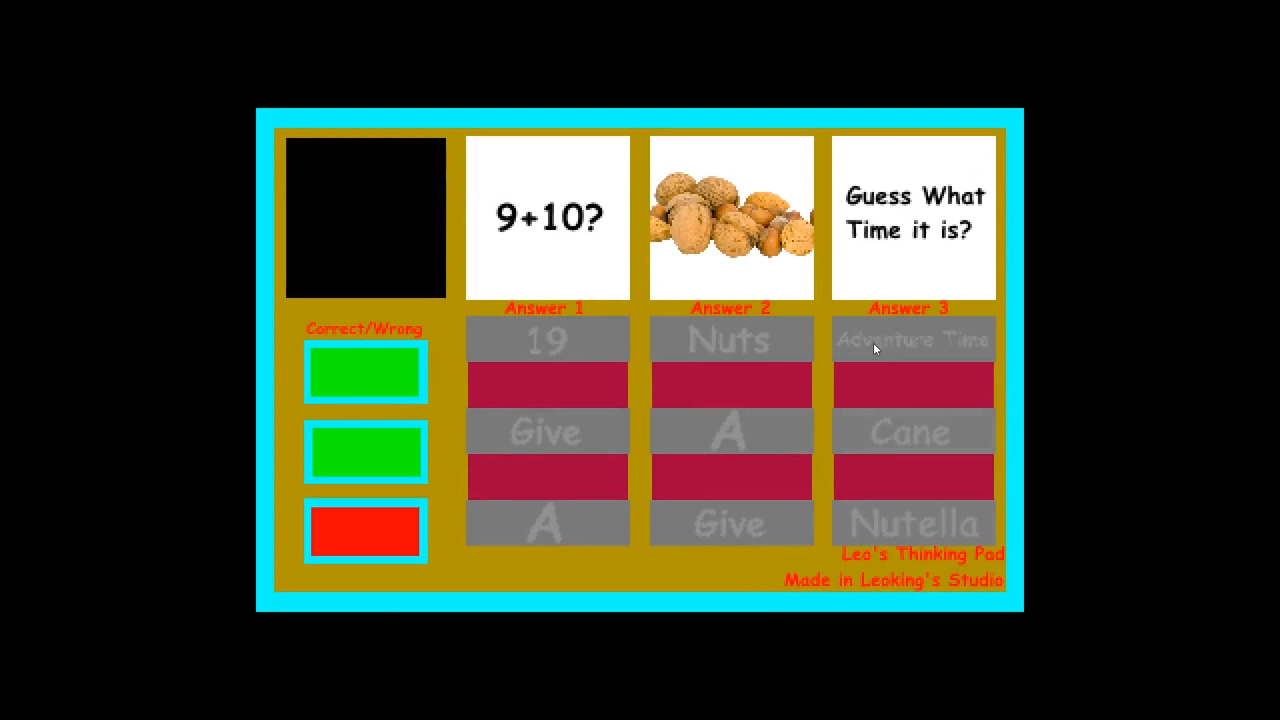 9+10?
Guess What
Time it is?
Answer 1
Answer 2
Answer 3
Correct/Wrong
19
Nuts
Adventure Time
Give
A
Cane
A
Give
Nutella
Leo's Thinking Pad
Made in Leoking's Studio